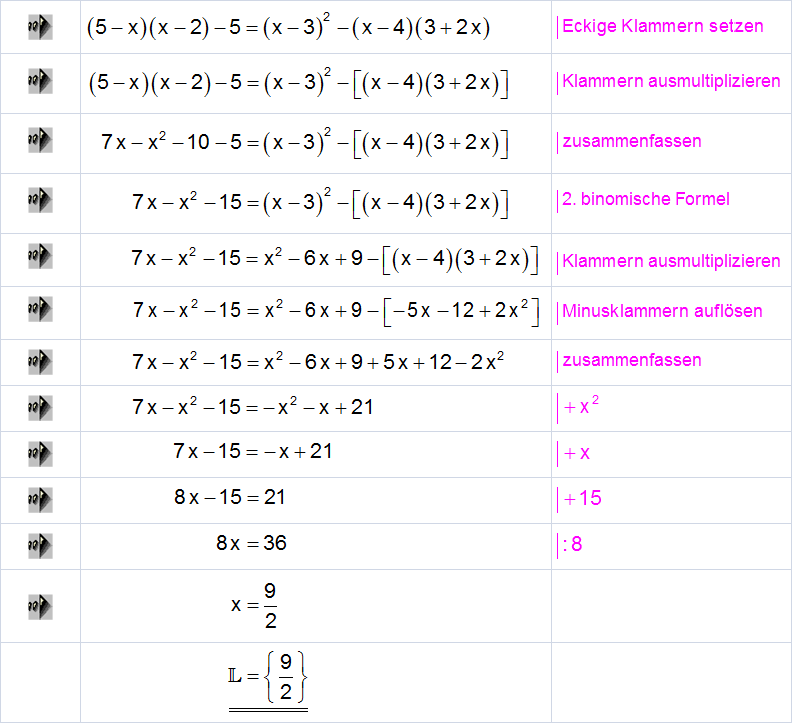 (5 − x)(x − 2) − 5 = (x − 3)² − (x − 4)(3 + 2x) | Eckige Klammern setzen
(5 − x)(x − 2) − 5 = (x − 3)² − [(x − 4)(3 + 2x)] | Klammern ausmultiplizieren
7x − x² − 10 − 5 = (x − 3)² − [(x − 4)(3 + 2x)] | zusammenfassen
7x − x² − 15 = (x − 3)² − [(x − 4)(3 + 2x)] | 2. binomische Formel
7x − x² − 15 = x² − 6x + 9 − [(x − 4)(3 + 2x)] | Klammern ausmultiplizieren
7x − x² − 15 = x² − 6x + 9 − [−5x − 12 + 2x²] | Minusklammern auflösen
7x − x² − 15 = x² − 6x + 9 + 5x + 12 − 2x² | zusammenfassen
7x − x² − 15 = −x² − x + 21 | + x²
7x − 15 = −x + 21 | + x
8x − 15 = 21 | +15
8x = 36 | : 8
x = 9/2
𝕃 = {9/2}